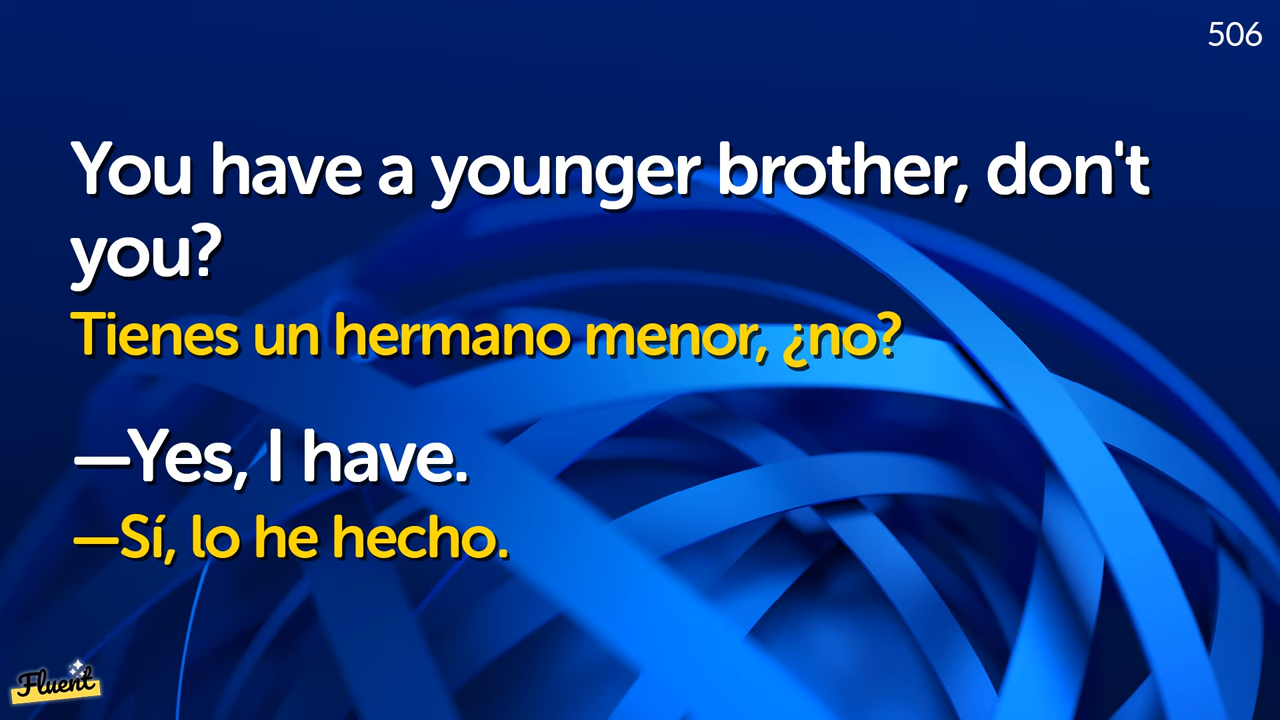 506
You have a younger brother, don't
you?
Tienes un hermano menor, ¿no?
—Yes, I have.
—Sí, lo he hecho.
Fluent